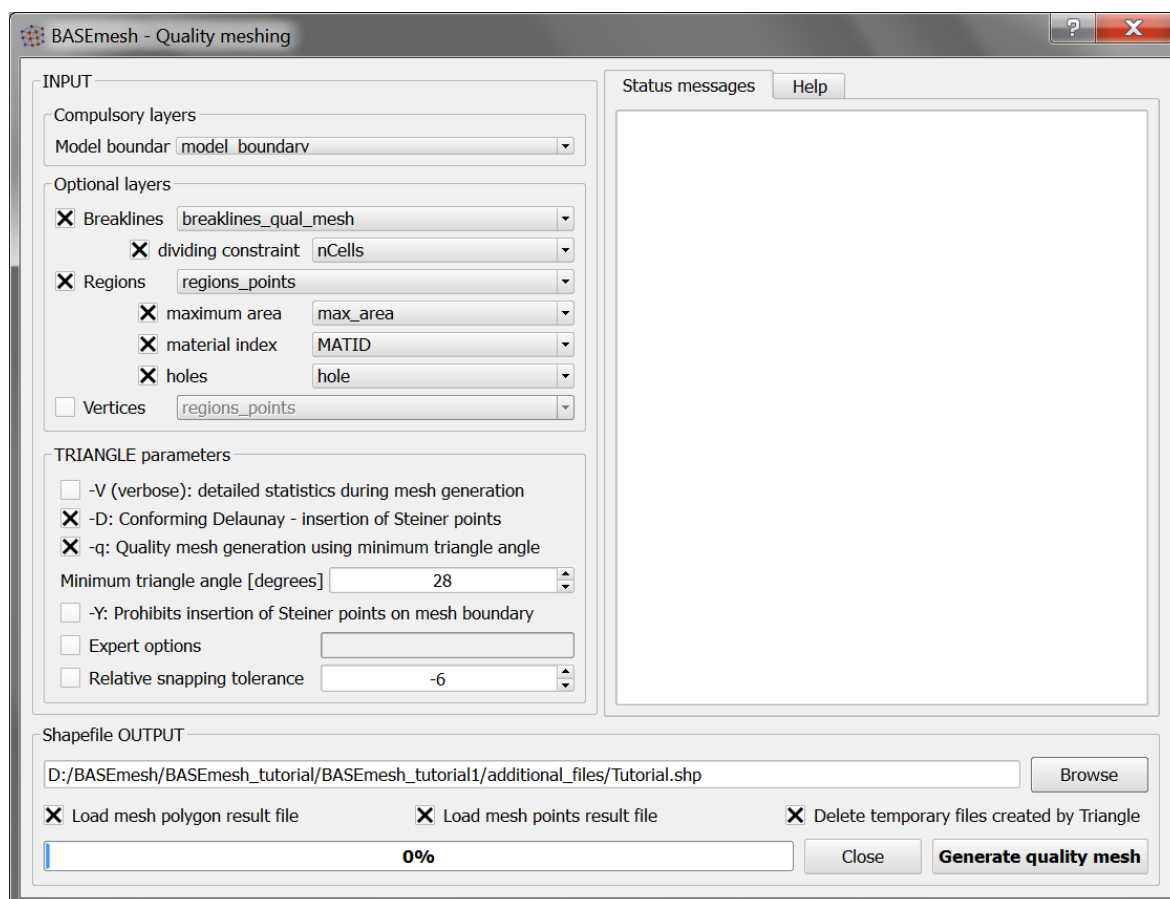 BASEmesh - Quality meshing
?
X
INPUT
Compulsory layers
Model boundar model_boundary
Optional layers
Breaklines breaklines_qual_mesh
dividing constraint nCells
Regions regions_points
maximum area max_area
material index MATID
holes hole
Vertices regions_points
TRIANGLE parameters
-V (verbose): detailed statistics during mesh generation
-D: Conforming Delaunay - insertion of Steiner points
-q: Quality mesh generation using minimum triangle angle
Minimum triangle angle [degrees] 28
-Y: Prohibits insertion of Steiner points on mesh boundary
Expert options
Relative snapping tolerance -6
Status messages Help
Shapefile OUTPUT
D:/BASEmesh/BASEmesh_tutorial/BASEmesh_tutorial1/additional_files/Tutorial.shp Browse
Load mesh polygon result file Load mesh points result file Delete temporary files created by Triangle
0% Close Generate quality mesh